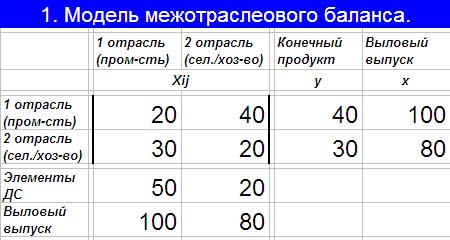 1. Модель межотраслеового баланса.
1 отрасль 2 отрасль Конечный Выловый
(пром-сть) (сел./хоз-во) продукт выпуск
Xij y x
1 отрасль
(пром-сть) 20 40 40 100
2 отрасль
(сел./хоз-во) 30 20 30 80
Элементы
ДС 50 20
Выловый
выпуск 100 80